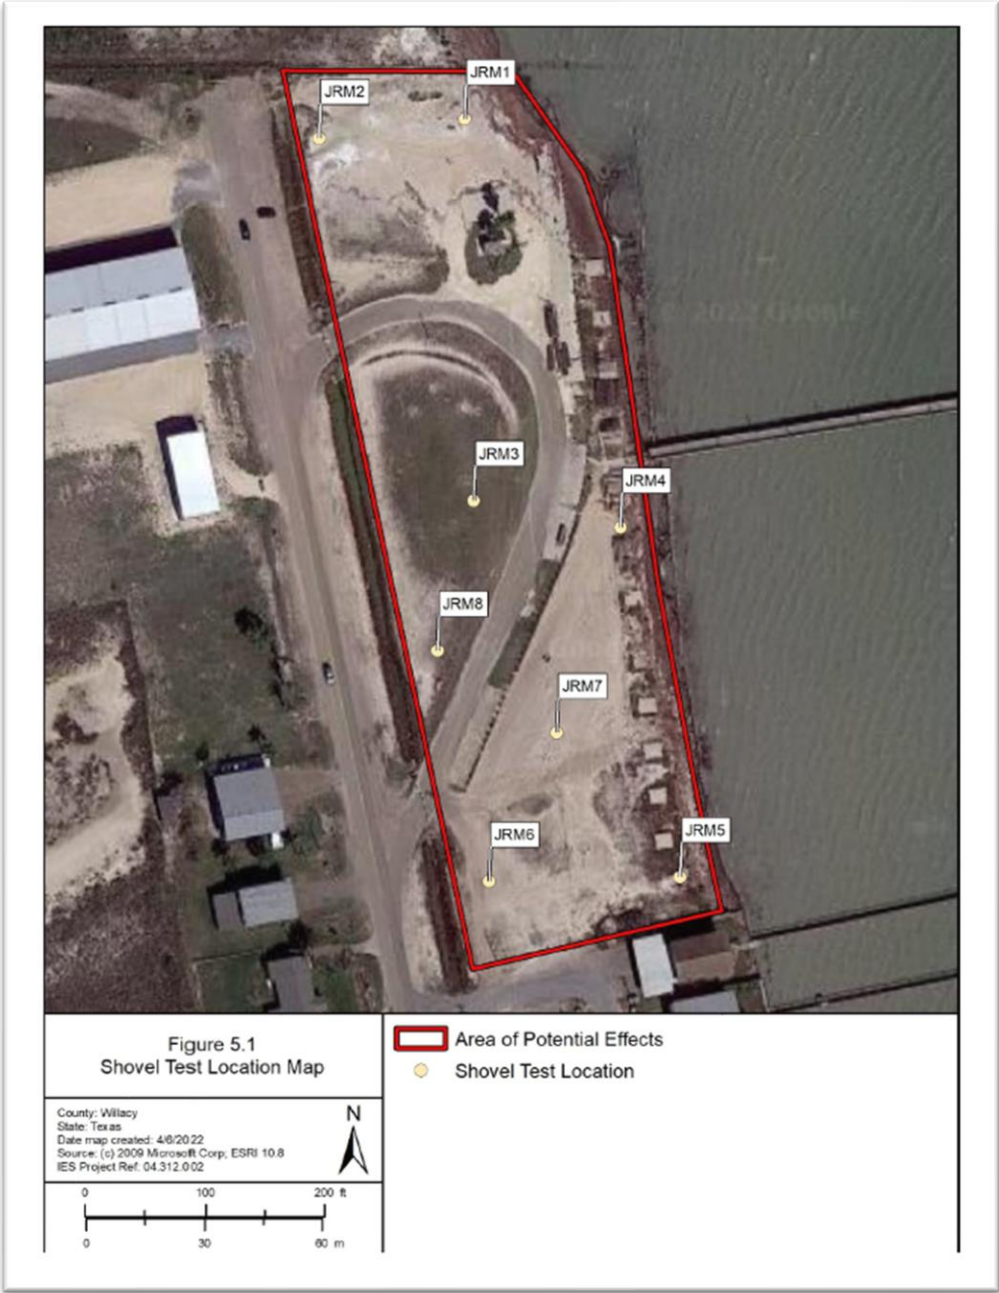 JRM1
JRM2
JRM3
JRM4
JRM8
JRM7
JRM5
JRM6
Figure 5.1
Shovel Test Location Map
County: Willacy
State: Texas
Date map created: 4/6/2022
Source: (c) 2009 Microsoft Corp; ESRI 10.8
IES Project Ref: 04.312.002
N
0 100 200 ft
0 30 60 m
Area of Potential Effects
Shovel Test Location